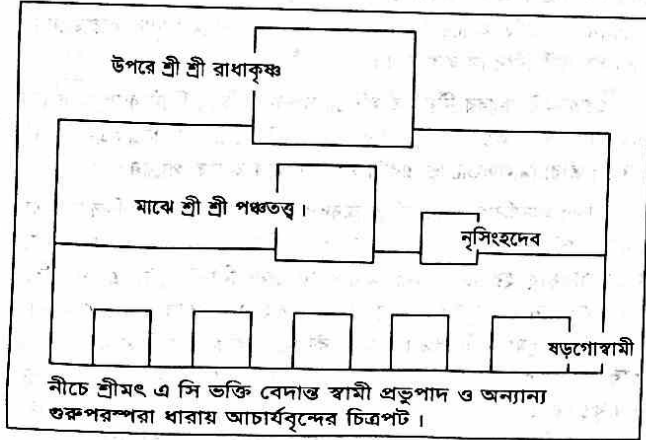 উপরে শ্রী শ্রী রাধাকৃষ্ণ
মাঝে শ্রী শ্রী পঞ্চতত্ত্ব।
নৃসিংহদেব
ষড়গোস্বামী
নীচে শ্রীমৎ এ সি ভক্তি বেদান্ত স্বামী প্রভুপাদ ও অন্যান্য
গুরুপরম্পরা ধারায় আচার্যবৃন্দের চিত্রপট।